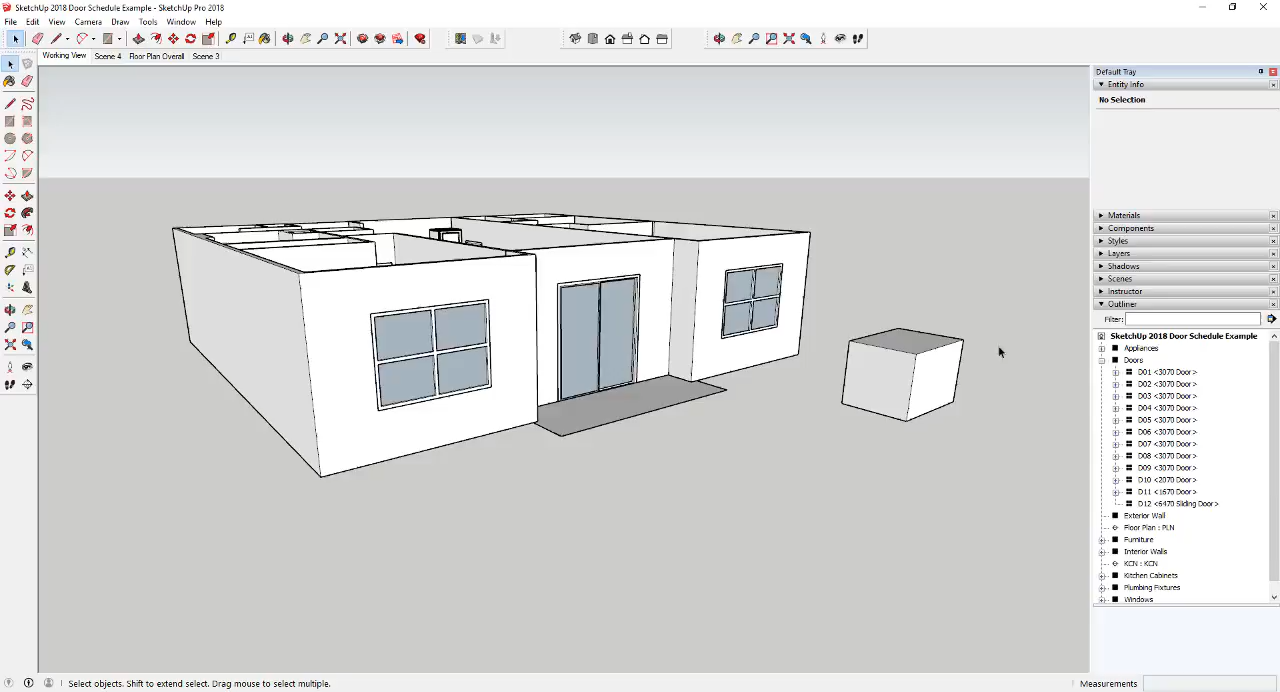 SketchUp 2018 Door Schedule Example - SketchUp Pro 2018
File Edit View Camera Draw Tools Window Help
Working View Scene 4 Floor Plan Overall Scene 3
Default Tray
Entity Info
No Selection
Materials
Components
Styles
Layers
Shadows
Scenes
Instructor
Outliner
Filter:
SketchUp 2018 Door Schedule Example
Appliances
Doors
D01 <3070 Door>
D02 <3070 Door>
D03 <3070 Door>
D04 <3070 Door>
D05 <3070 Door>
D06 <3070 Door>
D07 <3070 Door>
D08 <3070 Door>
D09 <3070 Door>
D10 <2070 Door>
D11 <1670 Door>
D12 <6470 Sliding Door>
Exterior Wall
Floor Plan : PLN
Furniture
Interior Walls
KCN : KCN
Kitchen Cabinets
Plumbing Fixtures
Windows
Select objects. Shift to extend select. Drag mouse to select multiple.
Measurements